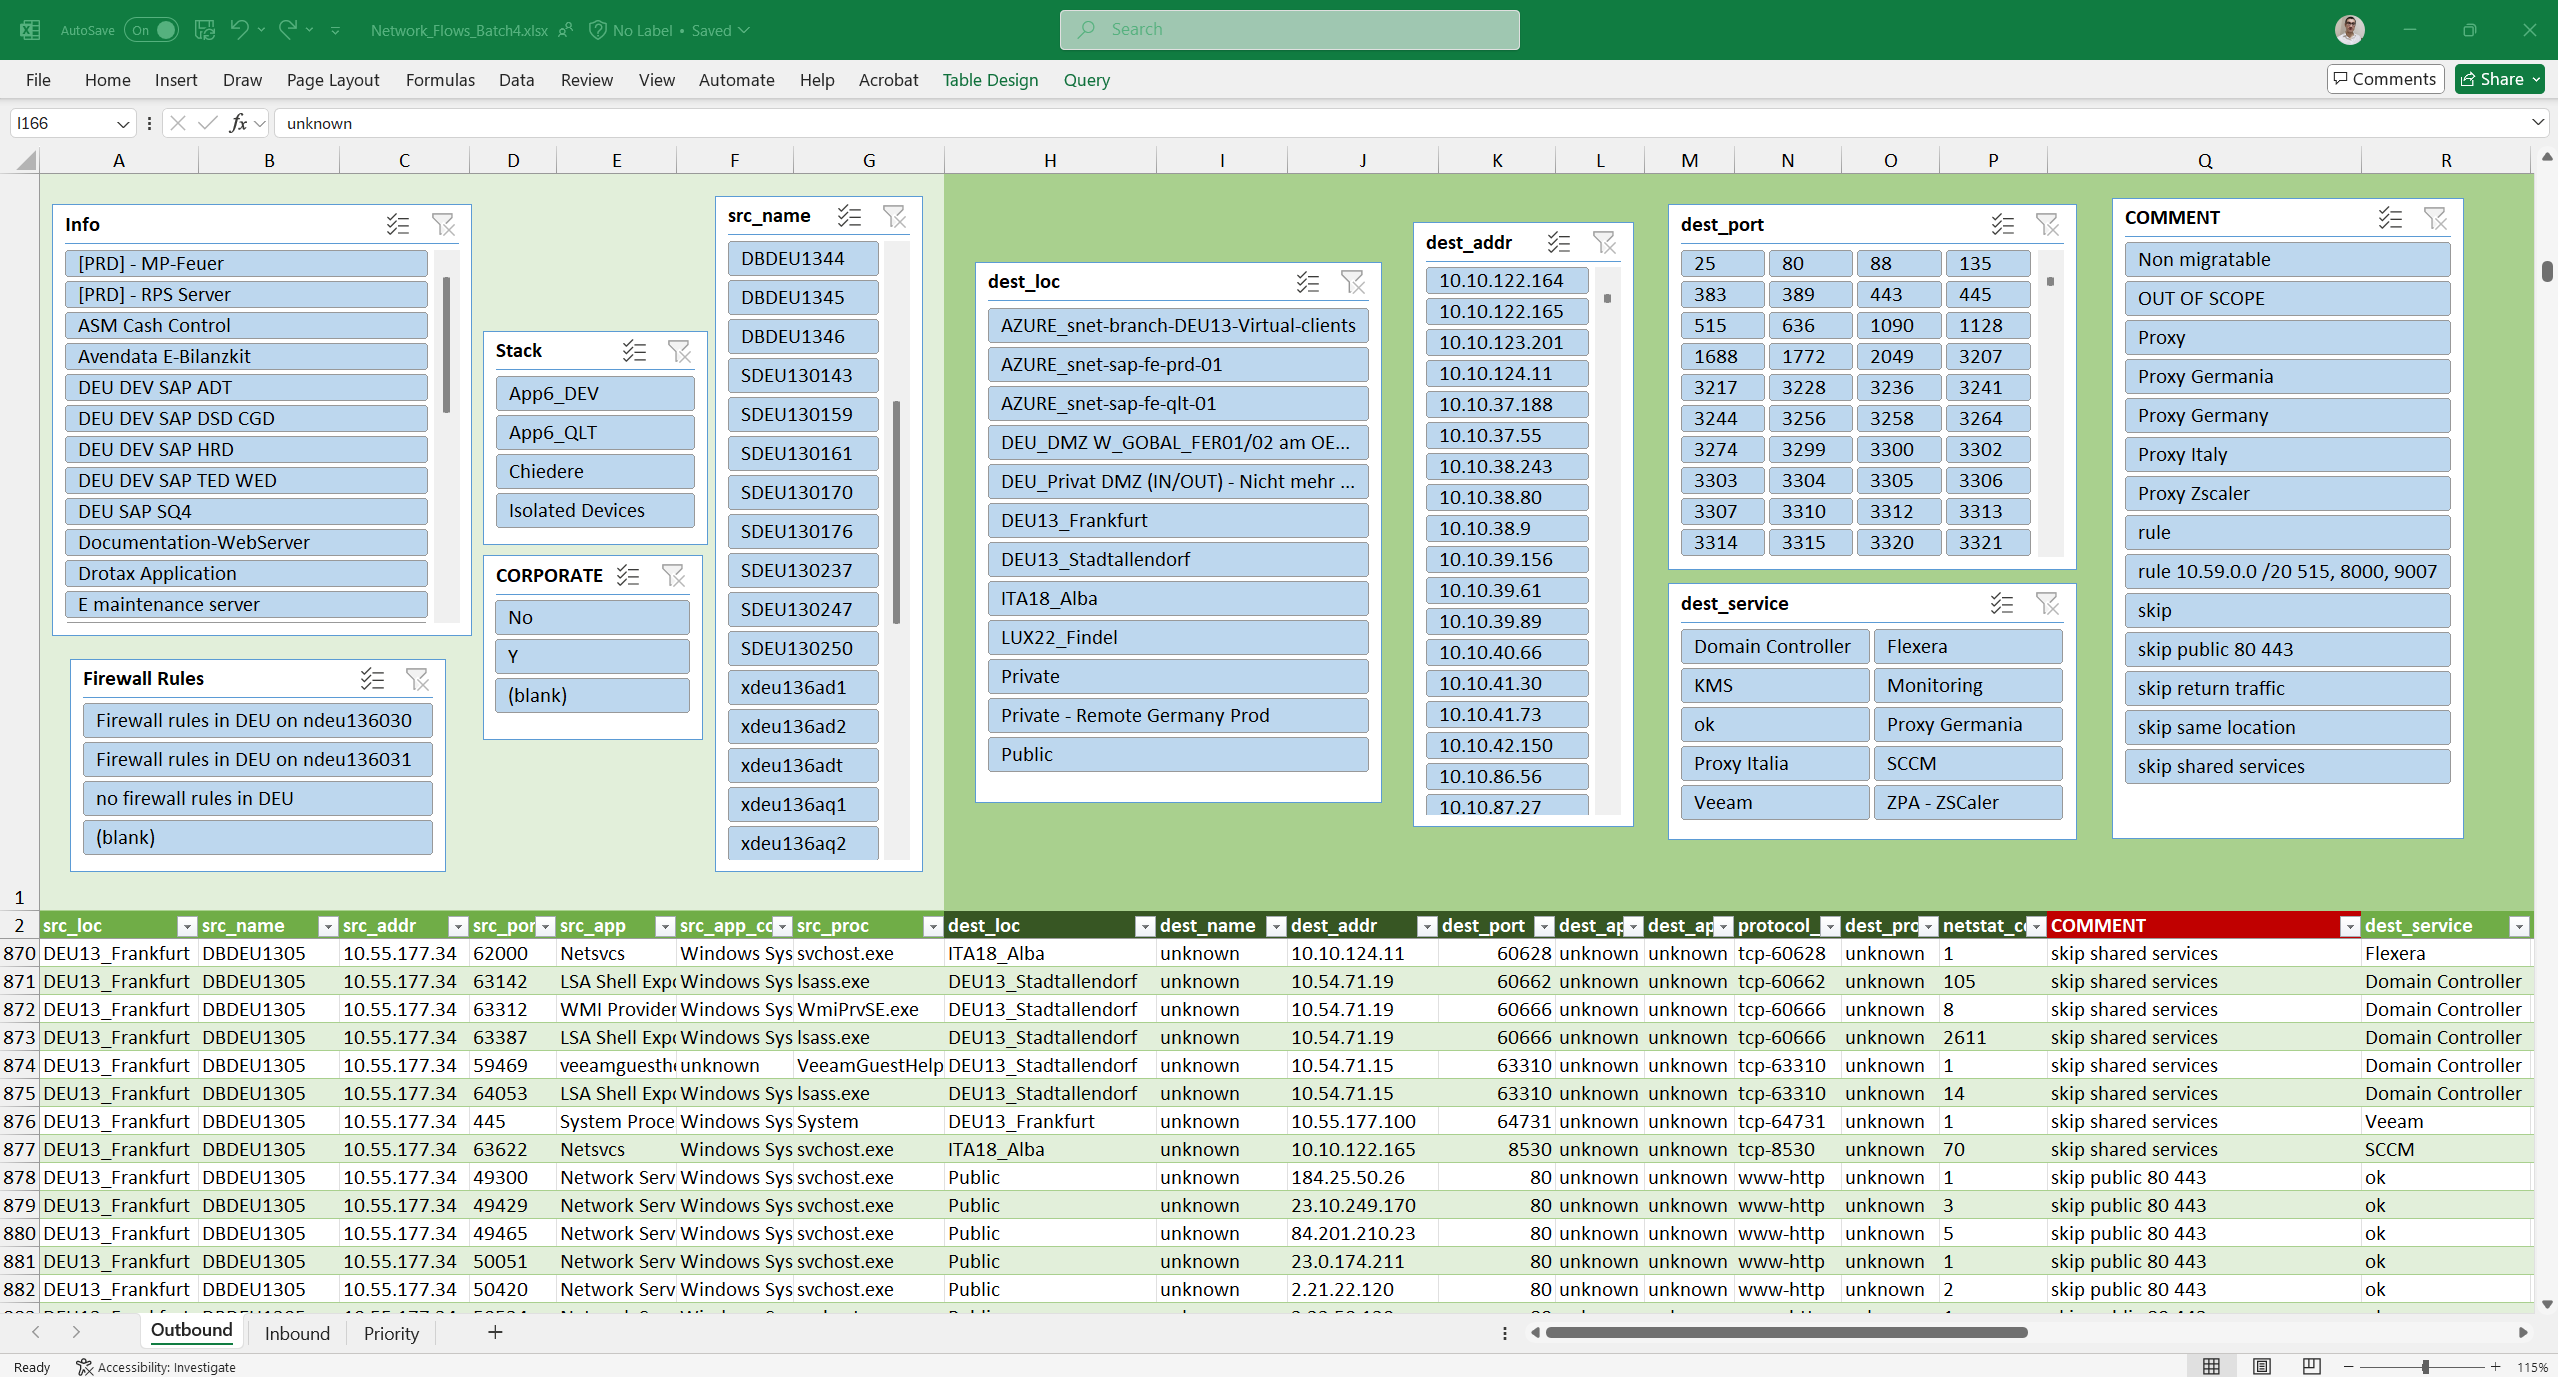 AutoSave On Network_Flows_Batch4.xlsx No Label • Saved Search
File Home Insert Draw Page Layout Formulas Data Review View Automate Help Acrobat Table Design Query Comments Share
I166 fx unknown
A B C D E F G H I J K L M N O P Q R
Info
[PRD] - MP-Feuer
[PRD] - RPS Server
ASM Cash Control
Avendata E-Bilanzkit
DEU DEV SAP ADT
DEU DEV SAP DSD CGD
DEU DEV SAP HRD
DEU DEV SAP TED WED
DEU SAP SQ4
Documentation-WebServer
Drotax Application
E maintenance server
Firewall Rules
Firewall rules in DEU on ndeu136030
Firewall rules in DEU on ndeu136031
no firewall rules in DEU
(blank)
Stack
App6_DEV
App6_QLT
Chiedere
Isolated Devices
CORPORATE
No
Y
(blank)
src_name
DBDEU1344
DBDEU1345
DBDEU1346
SDEU130143
SDEU130159
SDEU130161
SDEU130170
SDEU130176
SDEU130237
SDEU130247
SDEU130250
xdeu136ad1
xdeu136ad2
xdeu136adt
xdeu136aq1
xdeu136aq2
dest_loc
AZURE_snet-branch-DEU13-Virtual-clients
AZURE_snet-sap-fe-prd-01
AZURE_snet-sap-fe-qlt-01
DEU_DMZ W_GOBAL_FER01/02 am OE...
DEU_Privat DMZ (IN/OUT) - Nicht mehr ...
DEU13_Frankfurt
DEU13_Stadtallendorf
ITA18_Alba
LUX22_Findel
Private
Private - Remote Germany Prod
Public
dest_addr
10.10.122.164
10.10.122.165
10.10.123.201
10.10.124.11
10.10.37.188
10.10.37.55
10.10.38.243
10.10.38.80
10.10.38.9
10.10.39.156
10.10.39.61
10.10.39.89
10.10.40.66
10.10.41.30
10.10.41.73
10.10.42.150
10.10.86.56
10.10.87.27
dest_port
25 80 88 135
383 389 443 445
515 636 1090 1128
1688 1772 2049 3207
3217 3228 3236 3241
3244 3256 3258 3264
3274 3299 3300 3302
3303 3304 3305 3306
3307 3310 3312 3313
3314 3315 3320 3321
dest_service
Domain Controller Flexera
KMS Monitoring
ok Proxy Germania
Proxy Italia SCCM
Veeam ZPA - ZSCaler
COMMENT
Non migratable
OUT OF SCOPE
Proxy
Proxy Germania
Proxy Germany
Proxy Italy
Proxy Zscaler
rule
rule 10.59.0.0 /20 515, 8000, 9007
skip
skip public 80 443
skip return traffic
skip same location
skip shared services
1
2 src_loc src_name src_addr src_por src_app src_app_co src_proc dest_loc dest_name dest_addr dest_port dest_ap dest_ap protocol_ dest_pro netstat_c COMMENT dest_service
870 DEU13_Frankfurt DBDEU1305 10.55.177.34 62000 Netsvcs Windows Sys svchost.exe ITA18_Alba unknown 10.10.124.11 60628 unknown unknown tcp-60628 unknown 1 skip shared services Flexera
871 DEU13_Frankfurt DBDEU1305 10.55.177.34 63142 LSA Shell Expo Windows Sys lsass.exe DEU13_Stadtallendorf unknown 10.54.71.19 60662 unknown unknown tcp-60662 unknown 105 skip shared services Domain Controller
872 DEU13_Frankfurt DBDEU1305 10.55.177.34 63312 WMI Provider Windows Sys WmiPrvSE.exe DEU13_Stadtallendorf unknown 10.54.71.19 60666 unknown unknown tcp-60666 unknown 8 skip shared services Domain Controller
873 DEU13_Frankfurt DBDEU1305 10.55.177.34 63387 LSA Shell Expo Windows Sys lsass.exe DEU13_Stadtallendorf unknown 10.54.71.19 60666 unknown unknown tcp-60666 unknown 2611 skip shared services Domain Controller
874 DEU13_Frankfurt DBDEU1305 10.55.177.34 59469 veeamguesthe unknown VeeamGuestHelp DEU13_Stadtallendorf unknown 10.54.71.15 63310 unknown unknown tcp-63310 unknown 1 skip shared services Domain Controller
875 DEU13_Frankfurt DBDEU1305 10.55.177.34 64053 LSA Shell Expo Windows Sys lsass.exe DEU13_Stadtallendorf unknown 10.54.71.15 63310 unknown unknown tcp-63310 unknown 14 skip shared services Domain Controller
876 DEU13_Frankfurt DBDEU1305 10.55.177.34 445 System Proce Windows Sys System DEU13_Frankfurt unknown 10.55.177.100 64731 unknown unknown tcp-64731 unknown 1 skip shared services Veeam
877 DEU13_Frankfurt DBDEU1305 10.55.177.34 63622 Netsvcs Windows Sys svchost.exe ITA18_Alba unknown 10.10.122.165 8530 unknown unknown tcp-8530 unknown 70 skip shared services SCCM
878 DEU13_Frankfurt DBDEU1305 10.55.177.34 49300 Network Serv Windows Sys svchost.exe Public unknown 184.25.50.26 80 unknown unknown www-http unknown 1 skip public 80 443 ok
879 DEU13_Frankfurt DBDEU1305 10.55.177.34 49429 Network Serv Windows Sys svchost.exe Public unknown 23.10.249.170 80 unknown unknown www-http unknown 3 skip public 80 443 ok
880 DEU13_Frankfurt DBDEU1305 10.55.177.34 49465 Network Serv Windows Sys svchost.exe Public unknown 84.201.210.23 80 unknown unknown www-http unknown 5 skip public 80 443 ok
881 DEU13_Frankfurt DBDEU1305 10.55.177.34 50051 Network Serv Windows Sys svchost.exe Public unknown 23.0.174.211 80 unknown unknown www-http unknown 1 skip public 80 443 ok
882 DEU13_Frankfurt DBDEU1305 10.55.177.34 50420 Network Serv Windows Sys svchost.exe Public unknown 2.21.22.120 80 unknown unknown www-http unknown 2 skip public 80 443 ok
Outbound Inbound Priority
Ready Accessibility: Investigate 115%